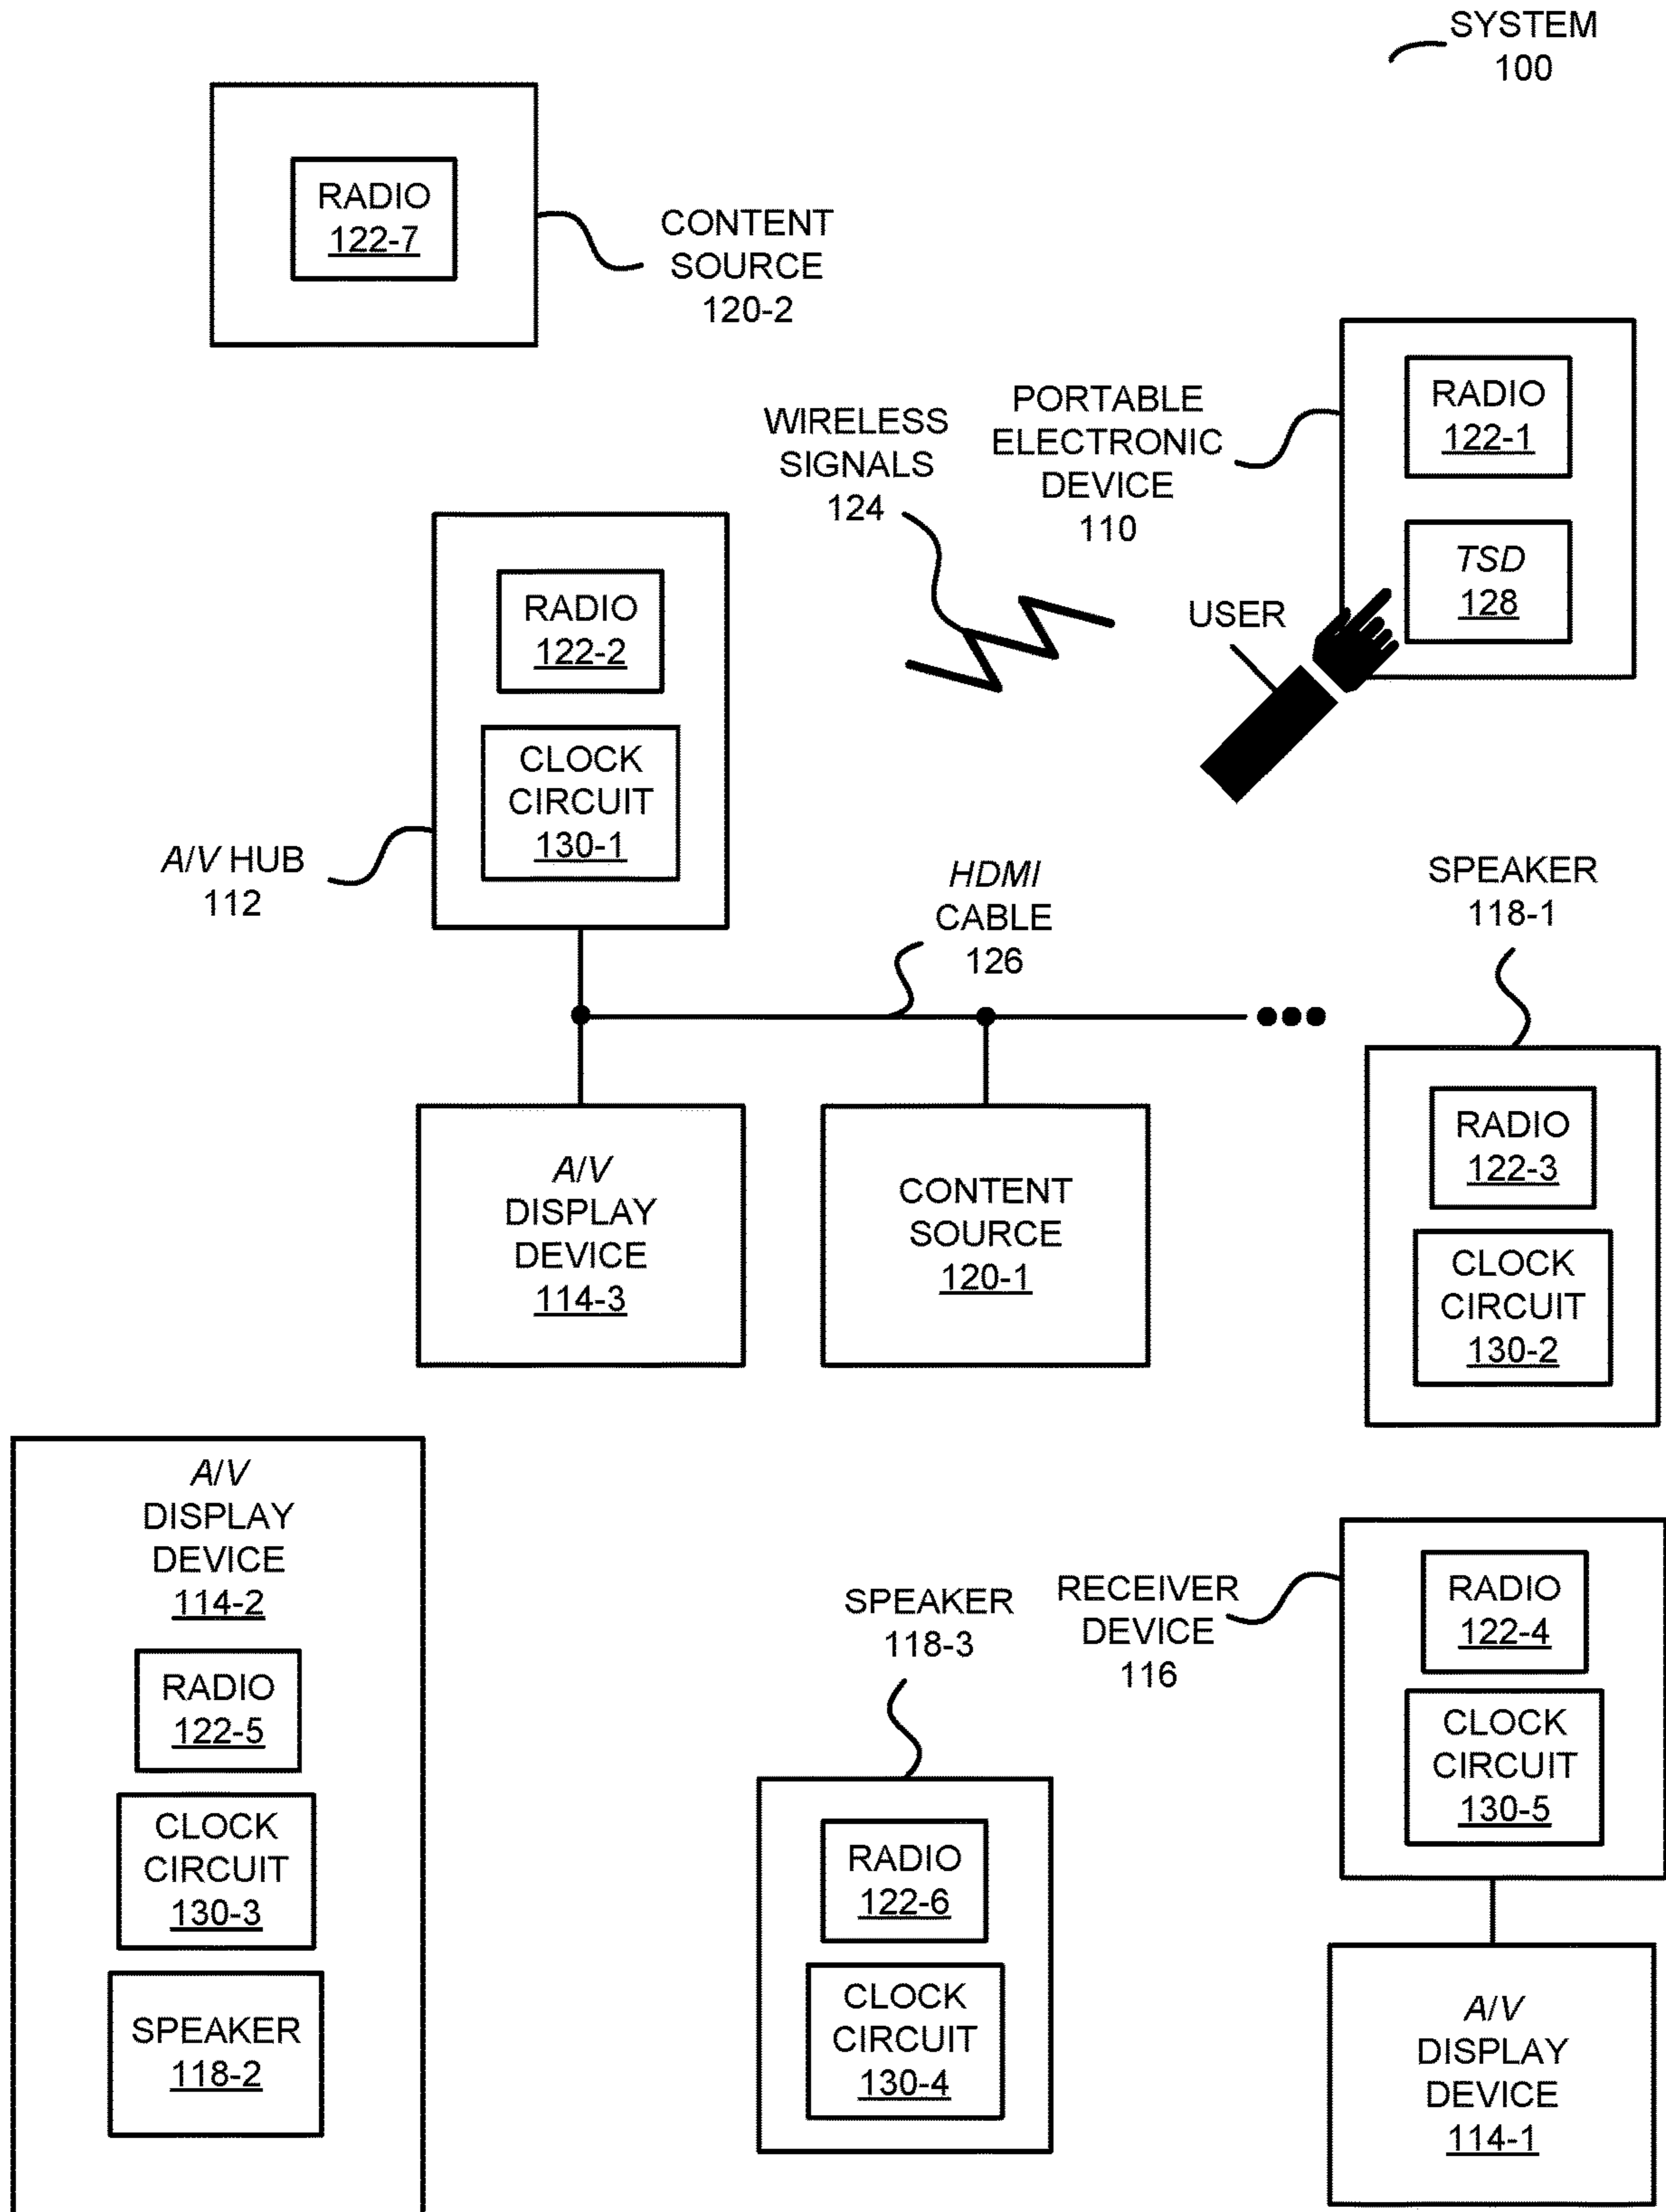 SYSTEM
100
RADIO
122-7
CONTENT
SOURCE
120-2
RADIO
122-1
TSD
128
PORTABLE
ELECTRONIC
DEVICE
110
WIRELESS
SIGNALS
124
USER
RADIO
122-2
CLOCK
CIRCUIT
130-1
A/V HUB
112
HDMI
CABLE
126
SPEAKER
118-1
RADIO
122-3
CLOCK
CIRCUIT
130-2
A/V
DISPLAY
DEVICE
114-3
CONTENT
SOURCE
120-1
A/V
DISPLAY
DEVICE
114-2
RADIO
122-5
CLOCK
CIRCUIT
130-3
SPEAKER
118-2
SPEAKER
118-3
RADIO
122-6
CLOCK
CIRCUIT
130-4
RECEIVER
DEVICE
116
RADIO
122-4
CLOCK
CIRCUIT
130-5
A/V
DISPLAY
DEVICE
114-1